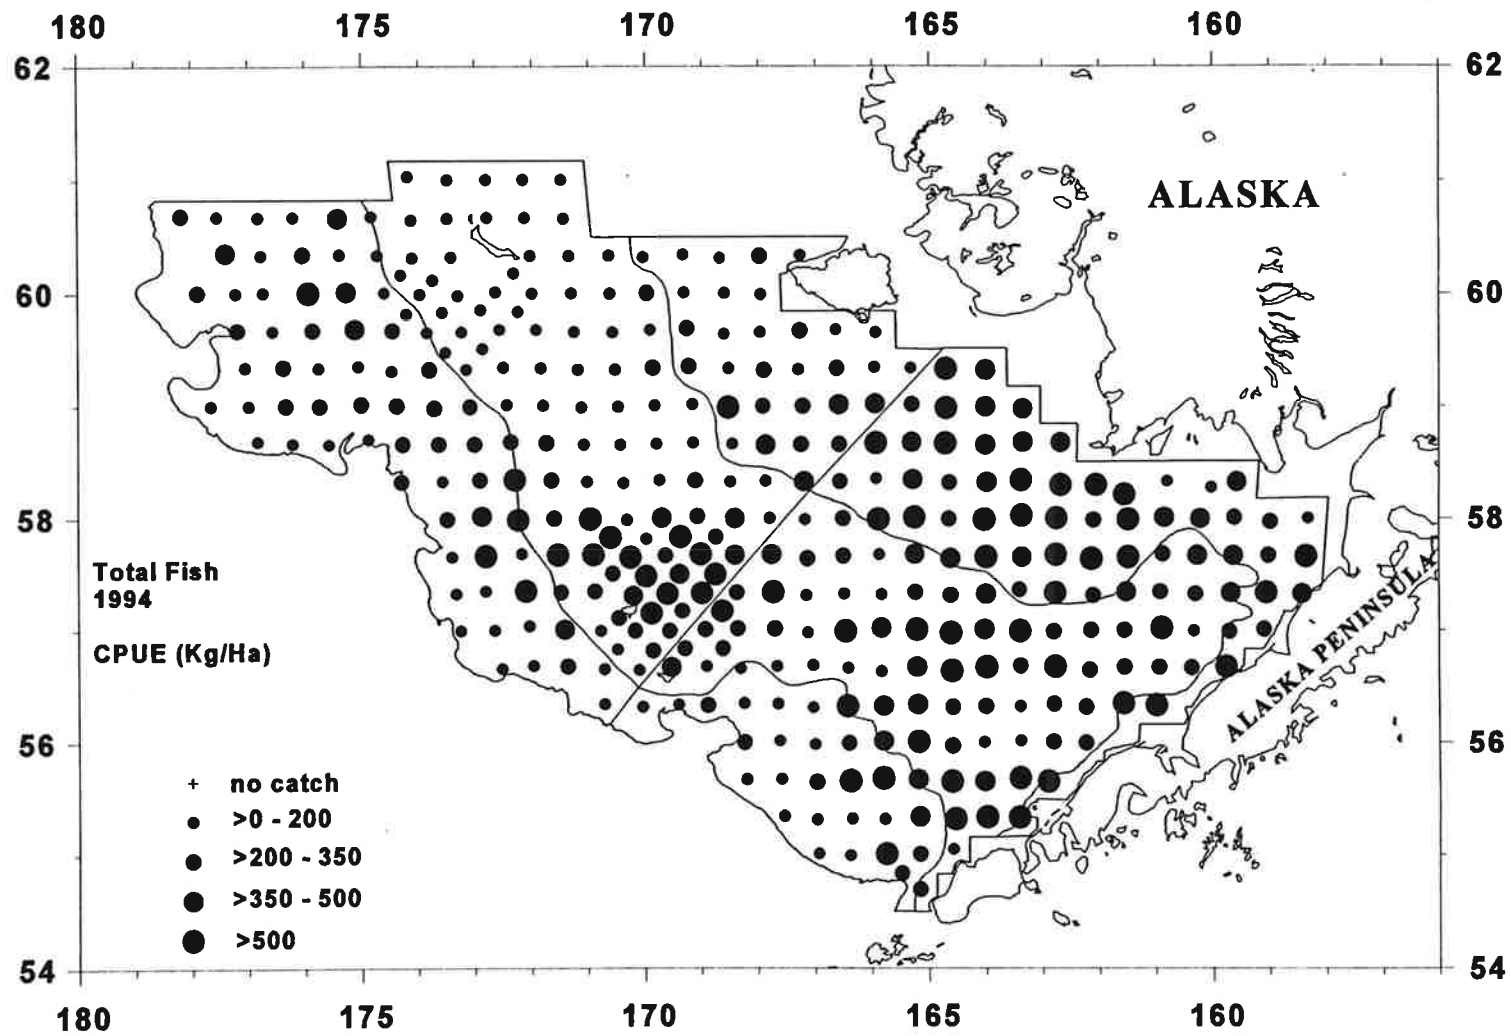 180 175 170 165 160
62 62
ALASKA
60 60
58 58
Total Fish
1994
CPUE (Kg/Ha)
ALASKA PENINSULA
56 56
+ no catch
>0 - 200
>200 - 350
>350 - 500
>500
54 54
180 175 170 165 160